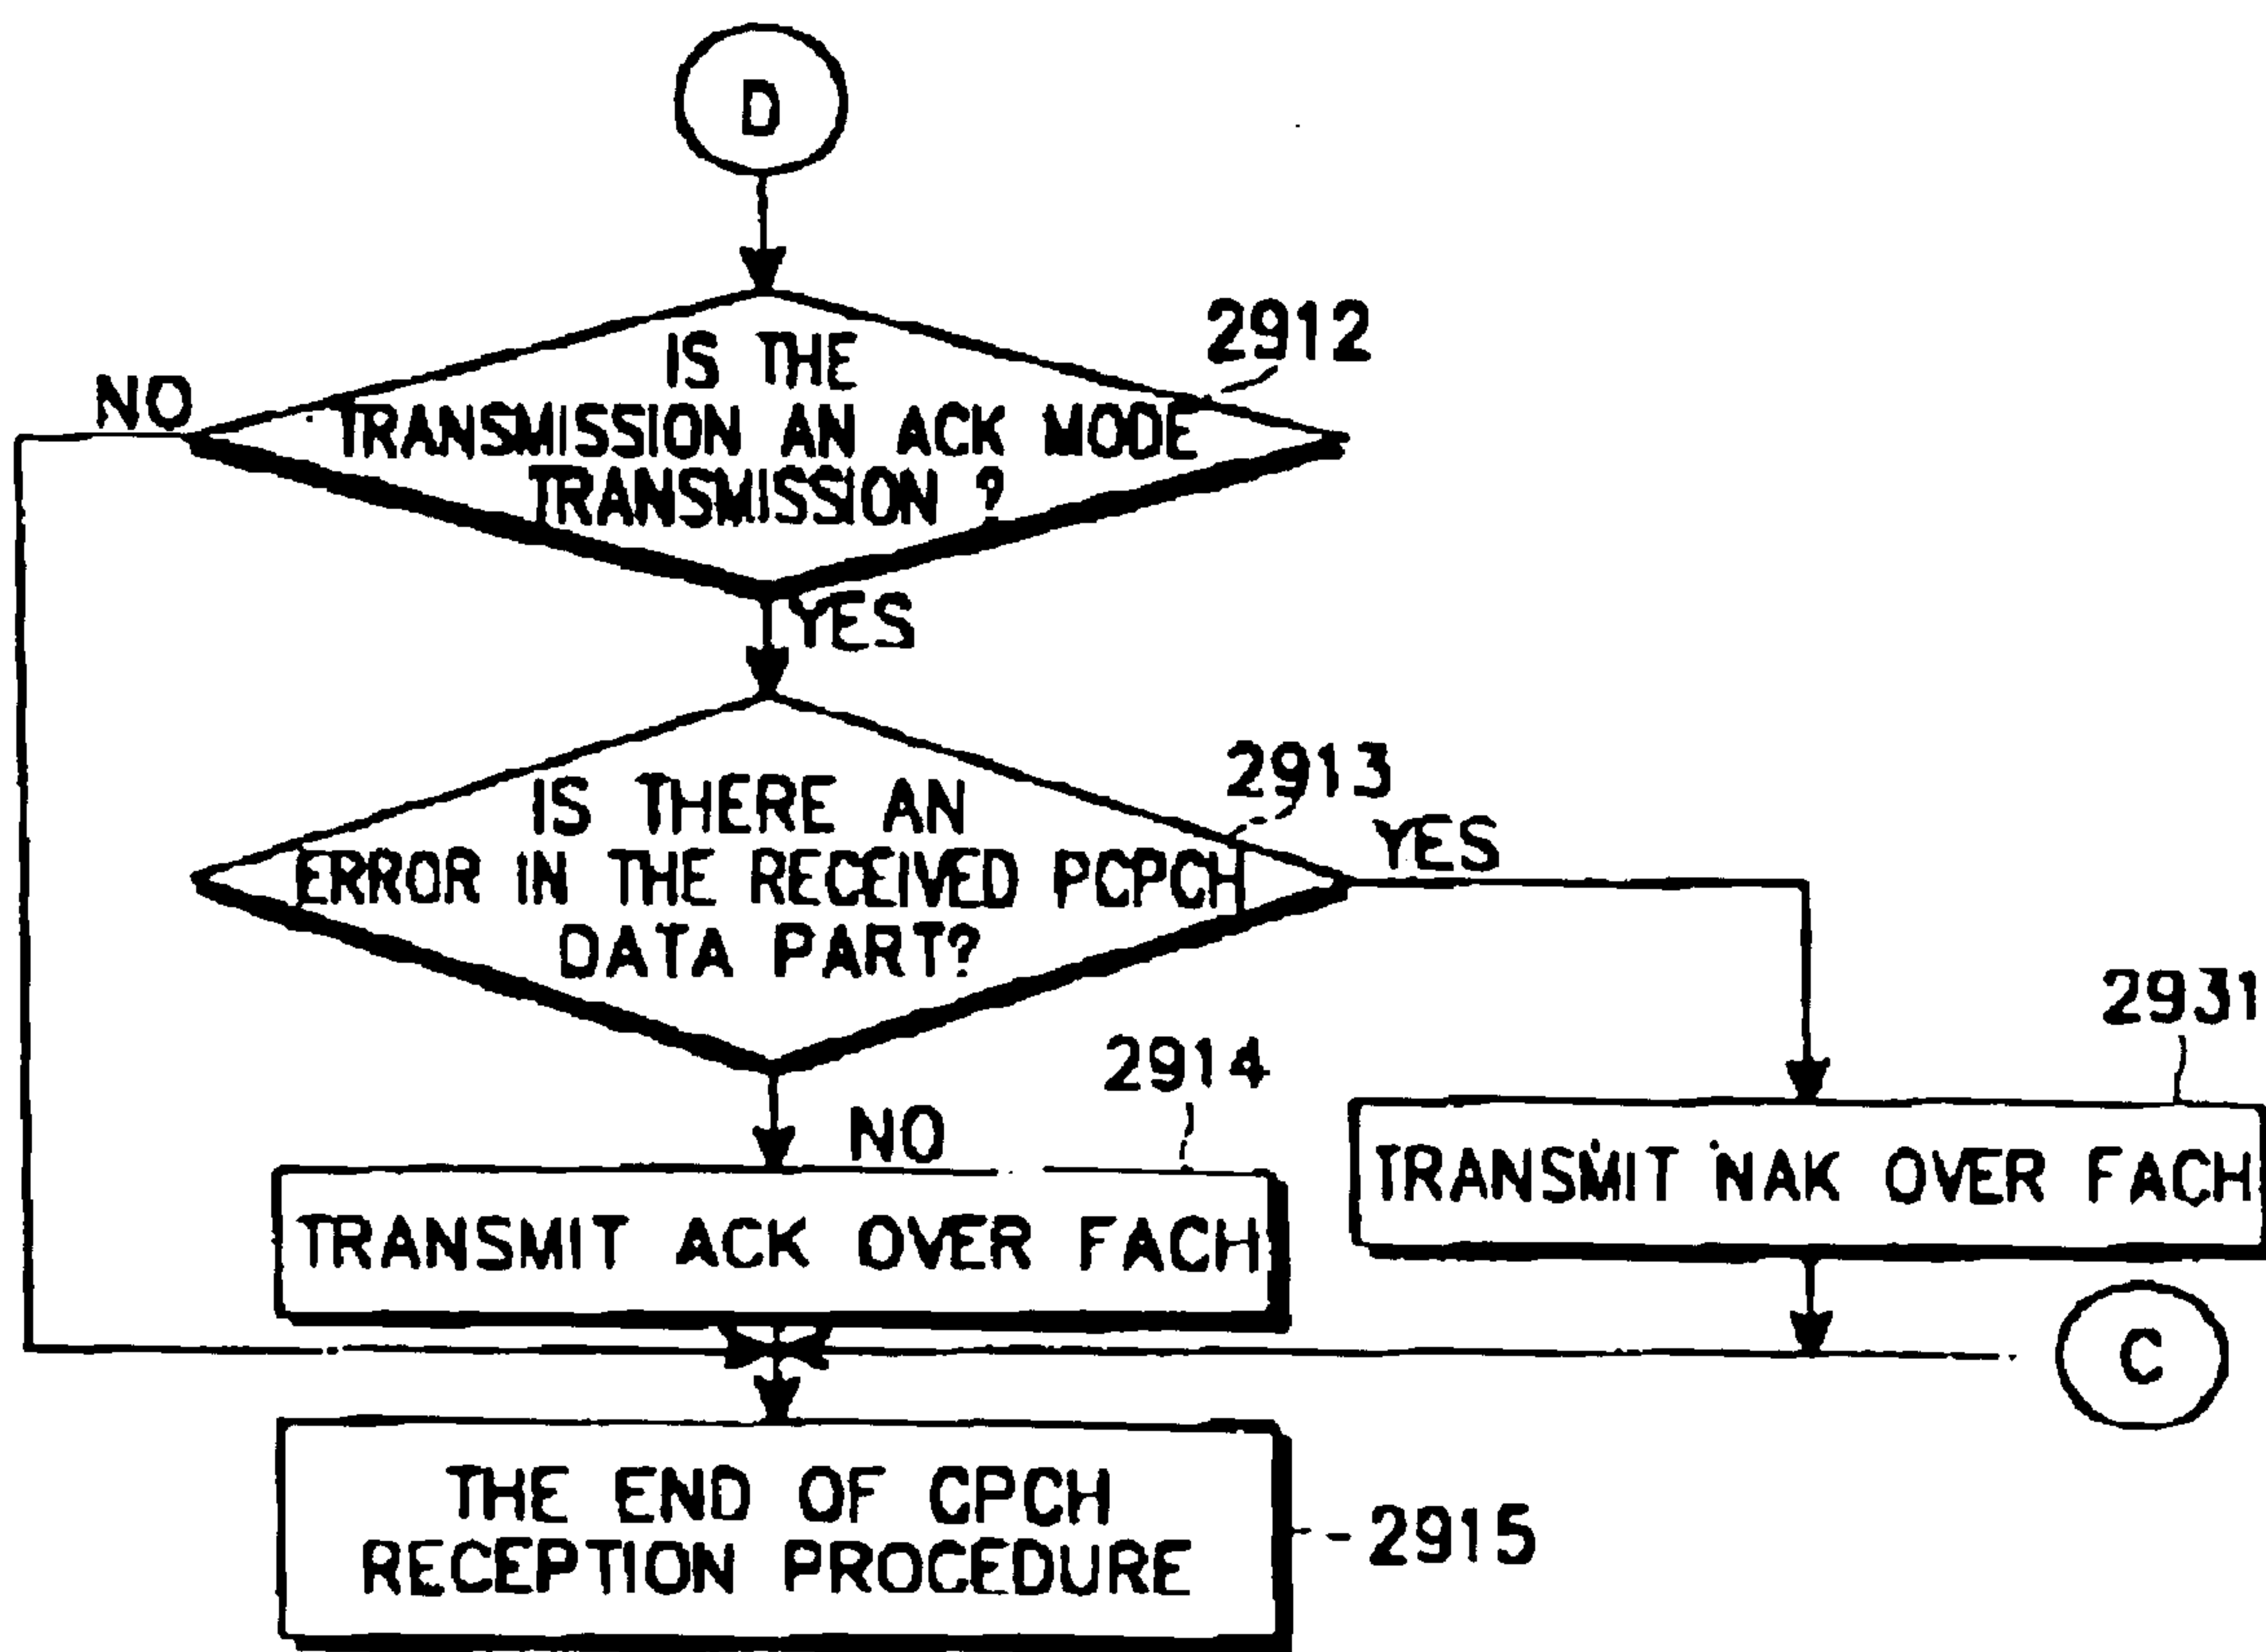 D
2912
IS THE
NO
TRANSMISSION AN ACK MODE
TRANSMISSION ?
YES
2913
IS THERE AN
YES
ERROR IN THE RECEIVED PCPCH
DATA PART?
2931
2914
NO
TRANSMIT NAK OVER FACH
TRANSMIT ACK OVER FACH
C
THE END OF CPCH
RECEPTION PROCEDURE
2915